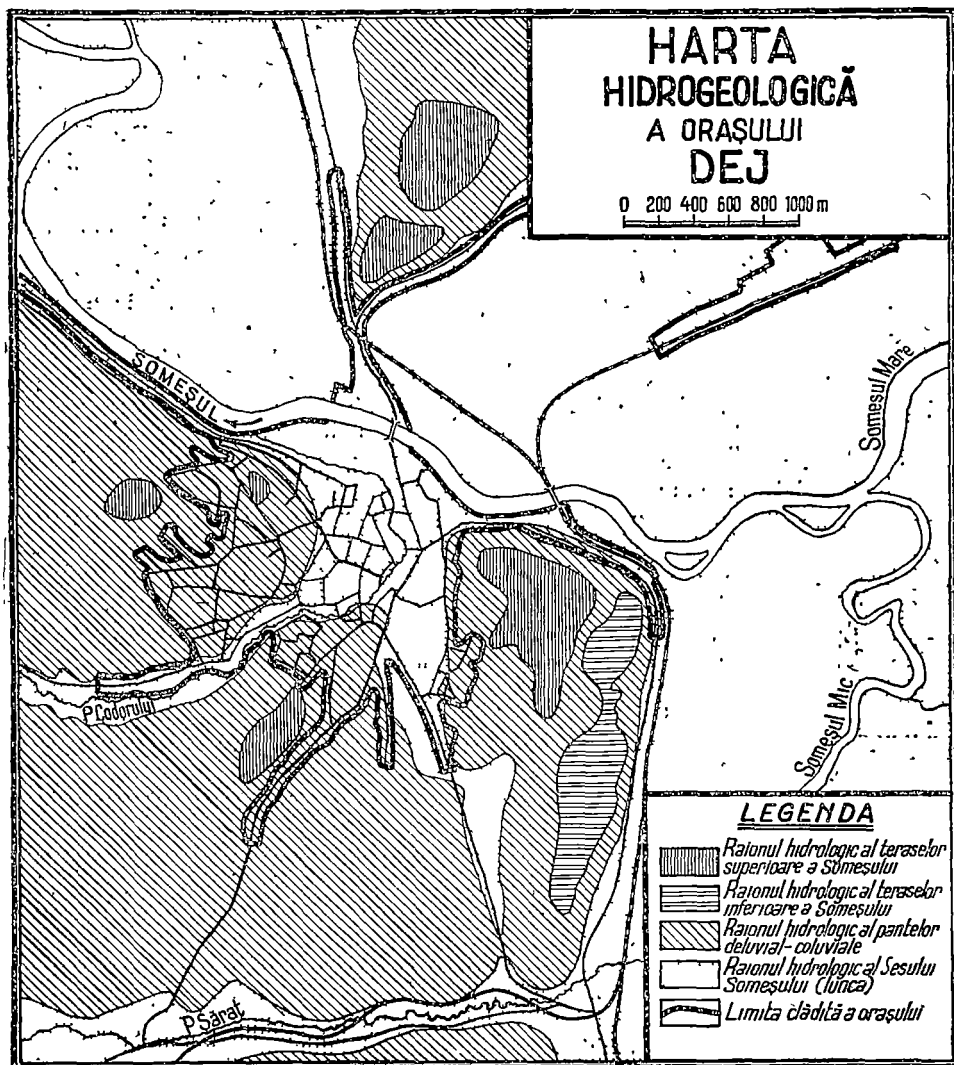 HARTA
HIDROGEOLOGICĂ
A ORAȘULUI
DEJ
0 200 400 600 800 1000 m
SOMEȘUL
Someșul Mare
P. Codorului
Someșul Mic
P. Sărat
LEGENDA
Raionul hidrologic al teraselor
superioare a Someșului
Raionul hidrologic al teraselor
inferioare a Someșului
Raionul hidrologic al pantelor
deluvial-coluviale
Raionul hidrologic al Sesului
Someșului (lunca)
Limita clădită a orașului